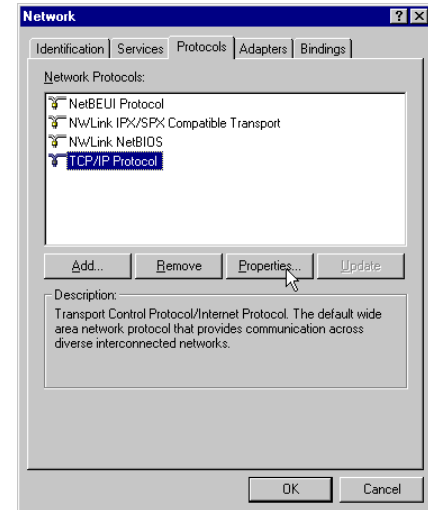 Network
Identification Services Protocols Adapters Bindings
Network Protocols:
NetBEUI Protocol
NWLink IPX/SPX Compatible Transport
NWLink NetBIOS
TCP/IP Protocol
Add... Remove Properties... Update
Description:
Transport Control Protocol/Internet Protocol. The default wide
area network protocol that provides communication across
diverse interconnected networks.
OK Cancel